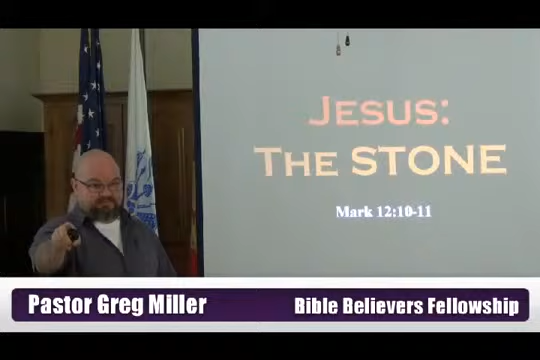 JESUS:
THE STONE
Mark 12:10-11
Pastor Greg Miller
Bible Believers Fellowship